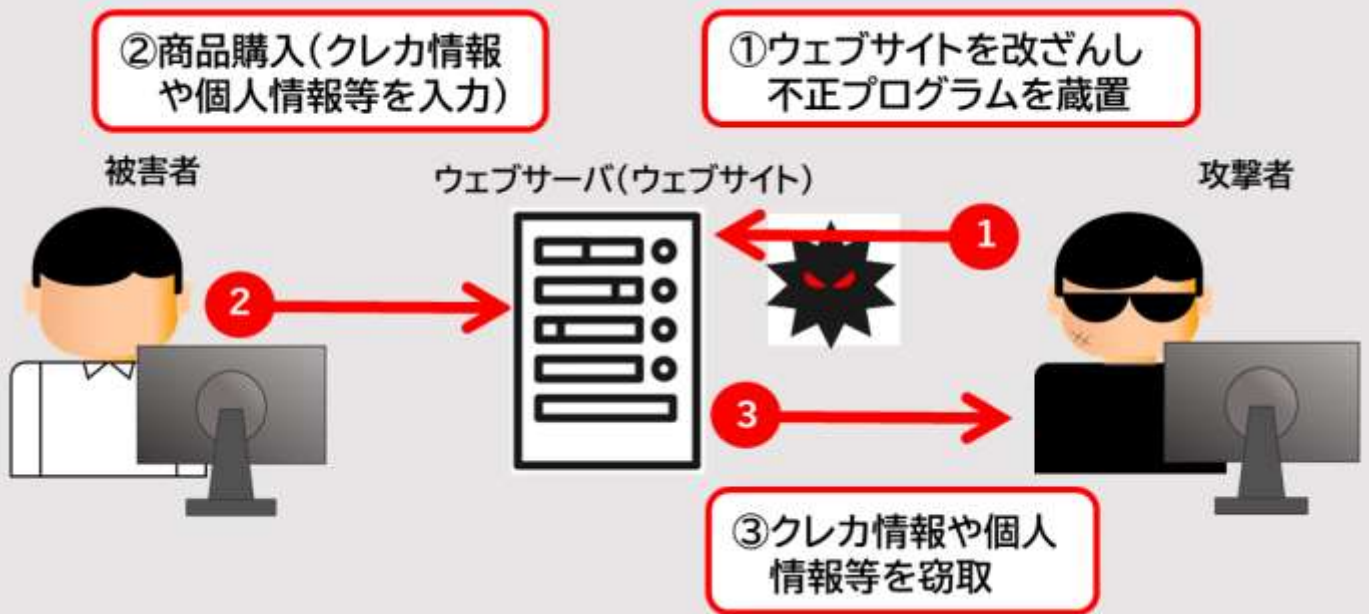 ②商品購入(クレカ情報
や個人情報等を入力)
①ウェブサイトを改ざんし
不正プログラムを蔵置
被害者
ウェブサーバ(ウェブサイト)
攻撃者
1
2
3
③クレカ情報や個人
情報等を窃取